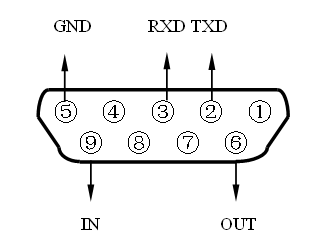 GND RXD TXD
⑤ ④ ③ ② ①
⑨ ⑧ ⑦ ⑥
IN OUT